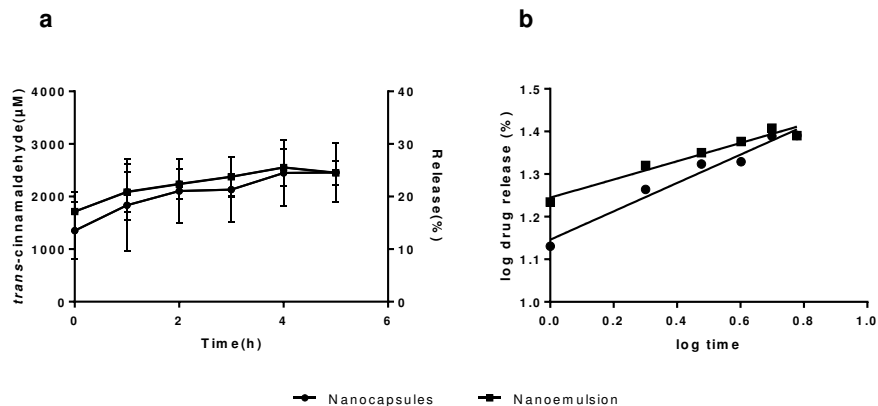 a
b
4000
3000
2000
1000
0
trans-cinnamaldehyde(µM)
40
30
20
10
0
Release(%)
0 2 4 6
Time(h)
1.5
1.4
1.3
1.2
1.1
1.0
log drug release (%)
0.0 0.2 0.4 0.6 0.8 1.0
log time
Nanocapsules Nanoemulsion